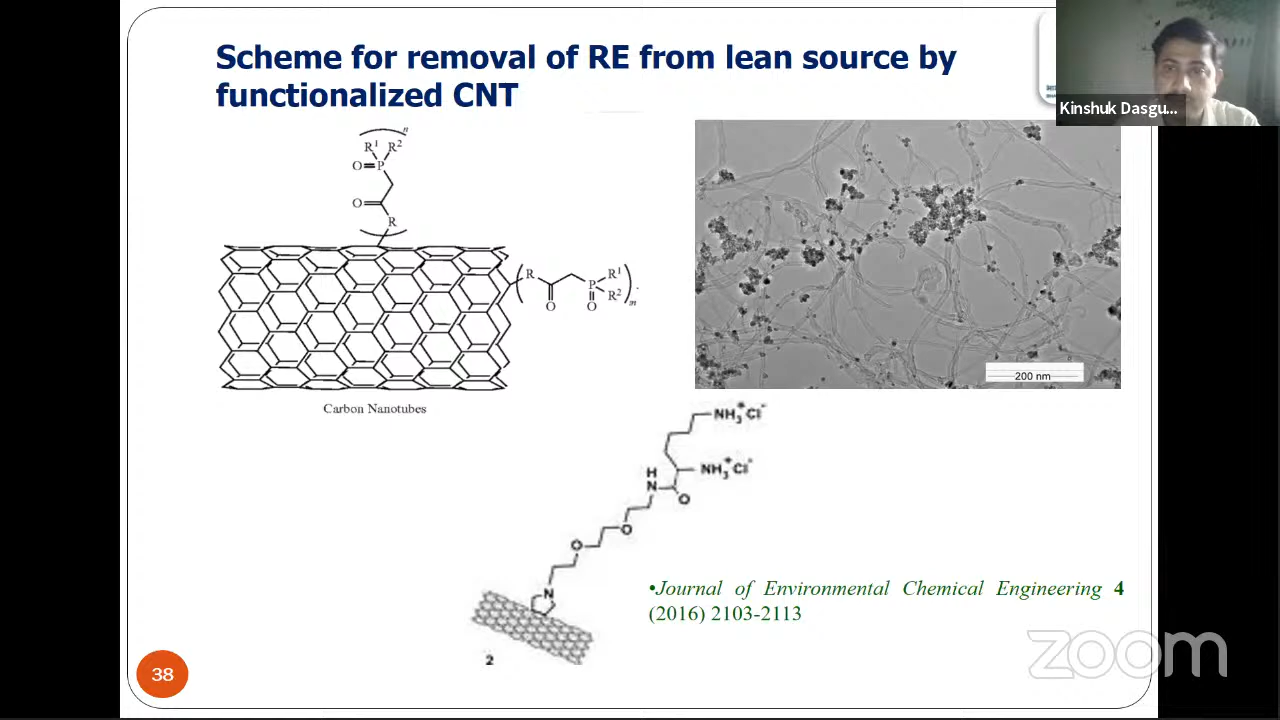 Scheme for removal of RE from lean source by
functionalized CNT
Kinshuk Dasgu...
n
R¹ R²
O=P
O
R
R
O
P
O
R¹
R²
m
Carbon Nanotubes
200 nm
NH₃⁺Cl⁻
NH₃⁺Cl⁻
H
N
O
O
O
N
2
•Journal of Environmental Chemical Engineering 4
(2016) 2103-2113
38
zoom